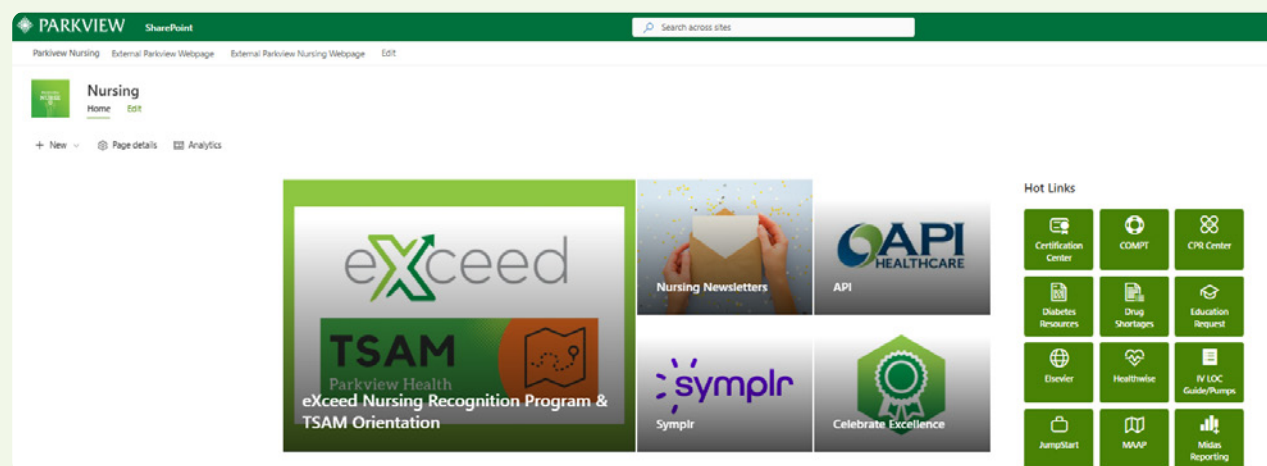 PARKVIEW SharePoint
Search across sites
Parkivew Nursing External Parkview Webpage External Parkview Nursing Webpage Edit
Nursing
Home Edit
New Page details Analytics
eXceed
TSAM
Parkview Health
eXceed Nursing Recognition Program &
TSAM Orientation
Nursing Newsletters
API
HEALTHCARE
API
symplr
Symplr
Celebrate Excellence
Hot Links
Certification
Center
COMPT
CPR Center
Diabetes
Resources
Drug
Shortages
Education
Request
Elsevier
Healthwise
IV LOC
Guide/Pumps
JumpStart
MAAP
Midas
Reporting